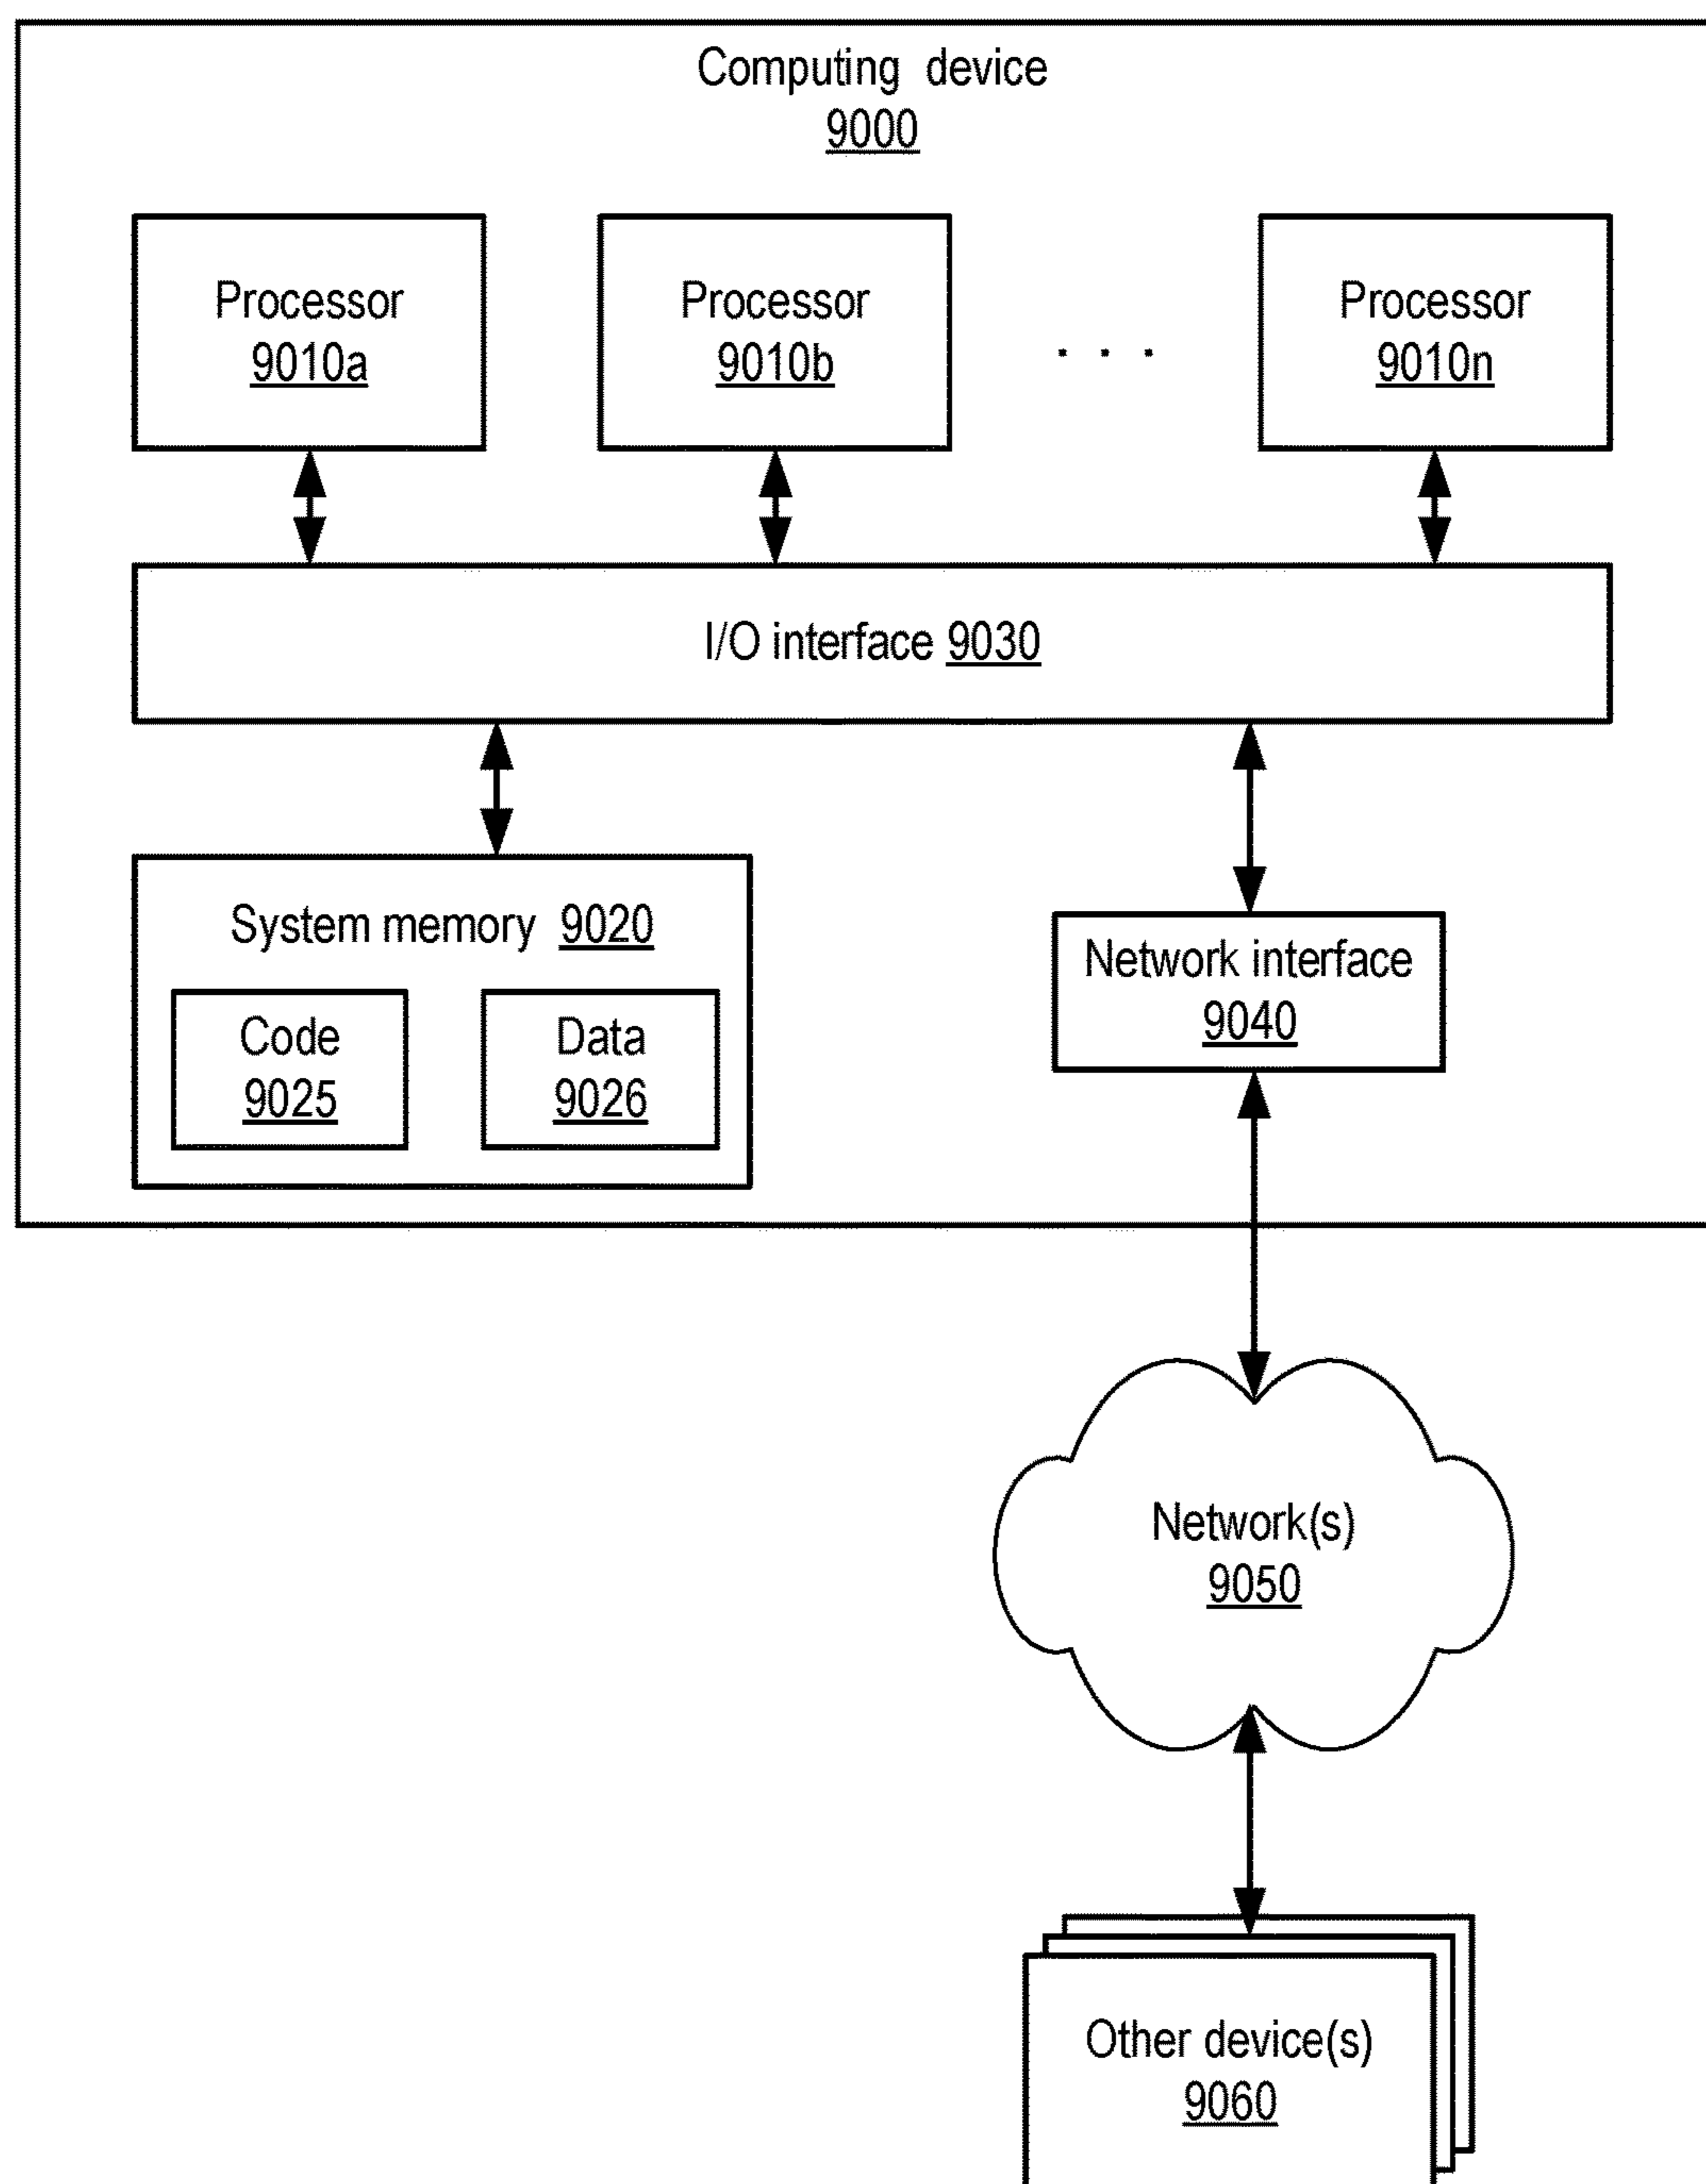 Computing device
9000
Processor
9010a
Processor
9010b
. . .
Processor
9010n
I/O interface 9030
System memory 9020
Code
9025
Data
9026
Network interface
9040
Network(s)
9050
Other device(s)
9060